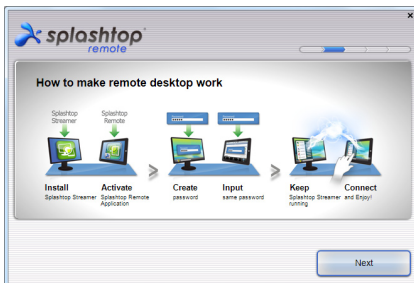 splashtop
remote
How to make remote desktop work
Splashtop Streamer
Splashtop Remote
Install
Activate
Create
Input
Keep
Connect
Splashtop Streamer
Splashtop Remote Application
password
same password
Splashtop Streamer running
and Enjoy!
Next